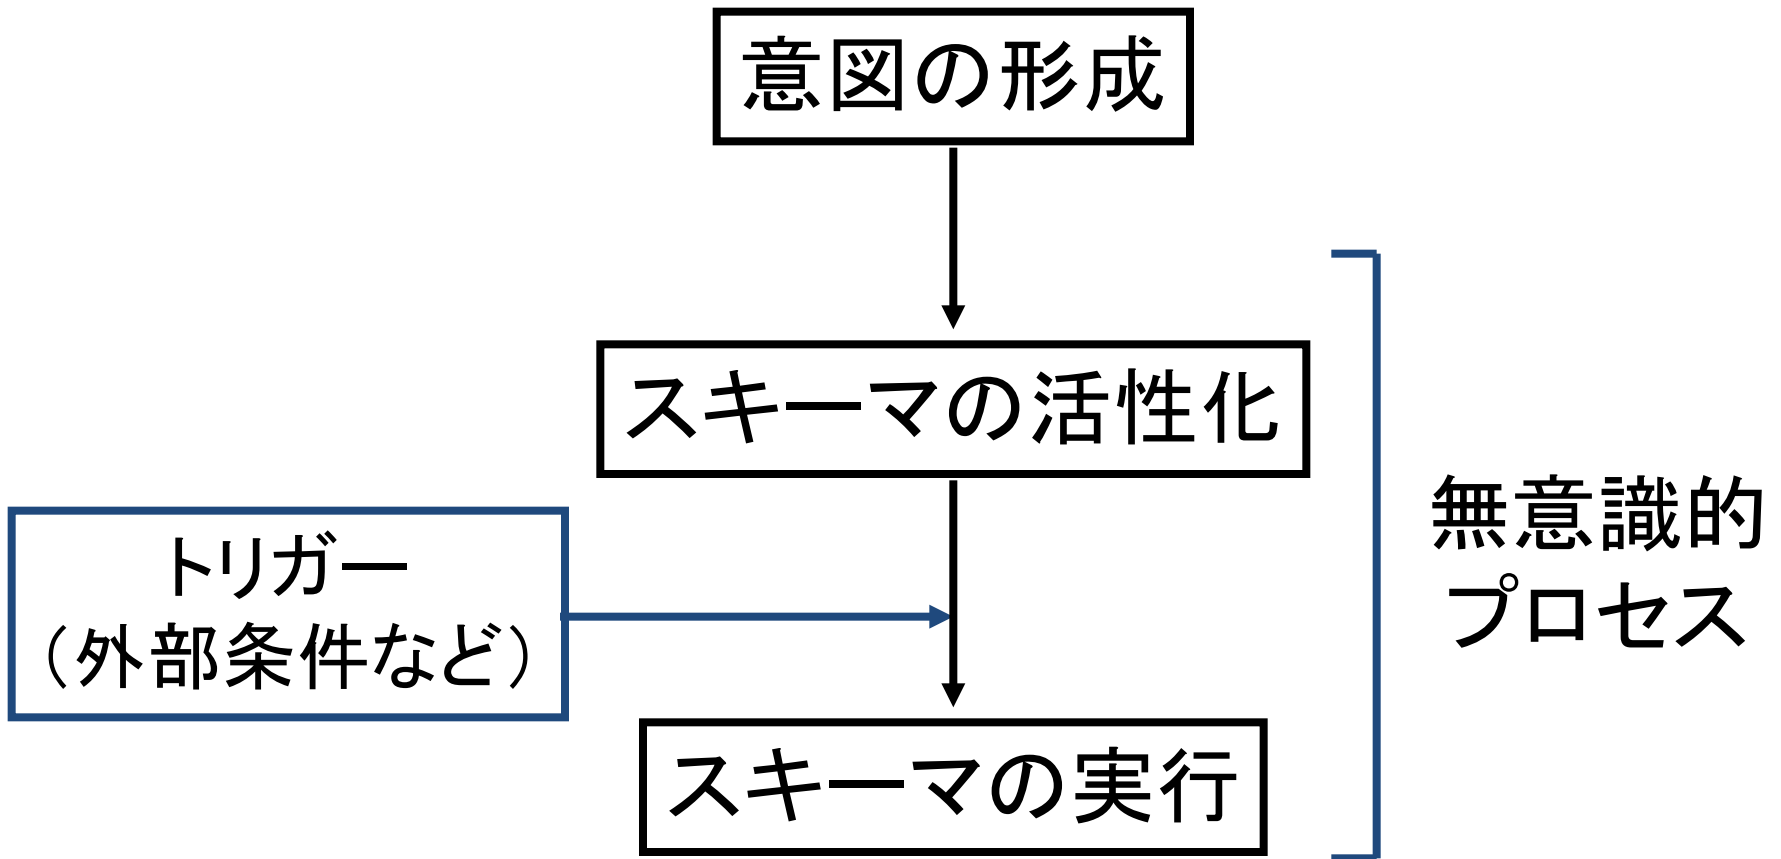 意図の形成
スキーマの活性化
トリガー
（外部条件など）
スキーマの実行
無意識的
プロセス